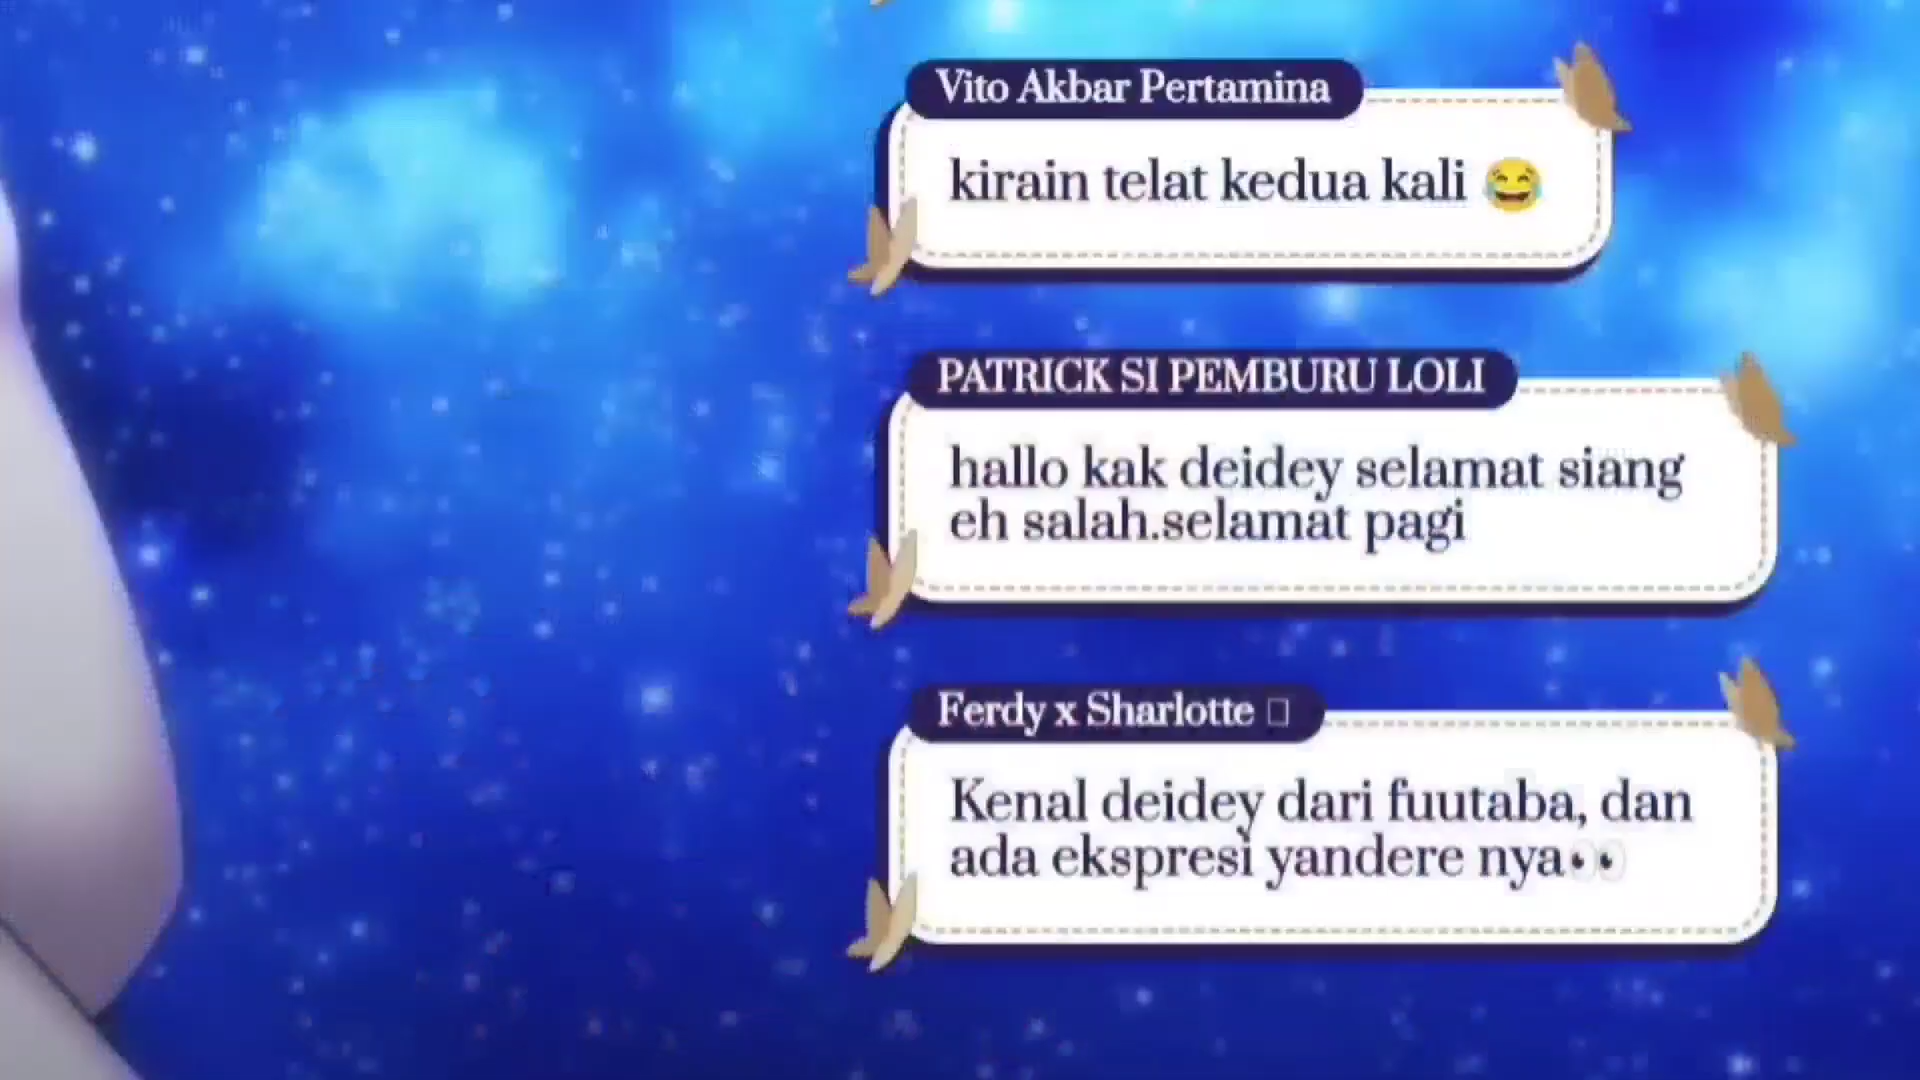 Vito Akbar Pertamina
kirain telat kedua kali 😂
PATRICK SI PEMBURU LOLI
hallo kak deidey selamat siang
eh salah.selamat pagi
Ferdy x Sharlotte
Kenal deidey dari fuutaba, dan
ada ekspresi yandere nya👀